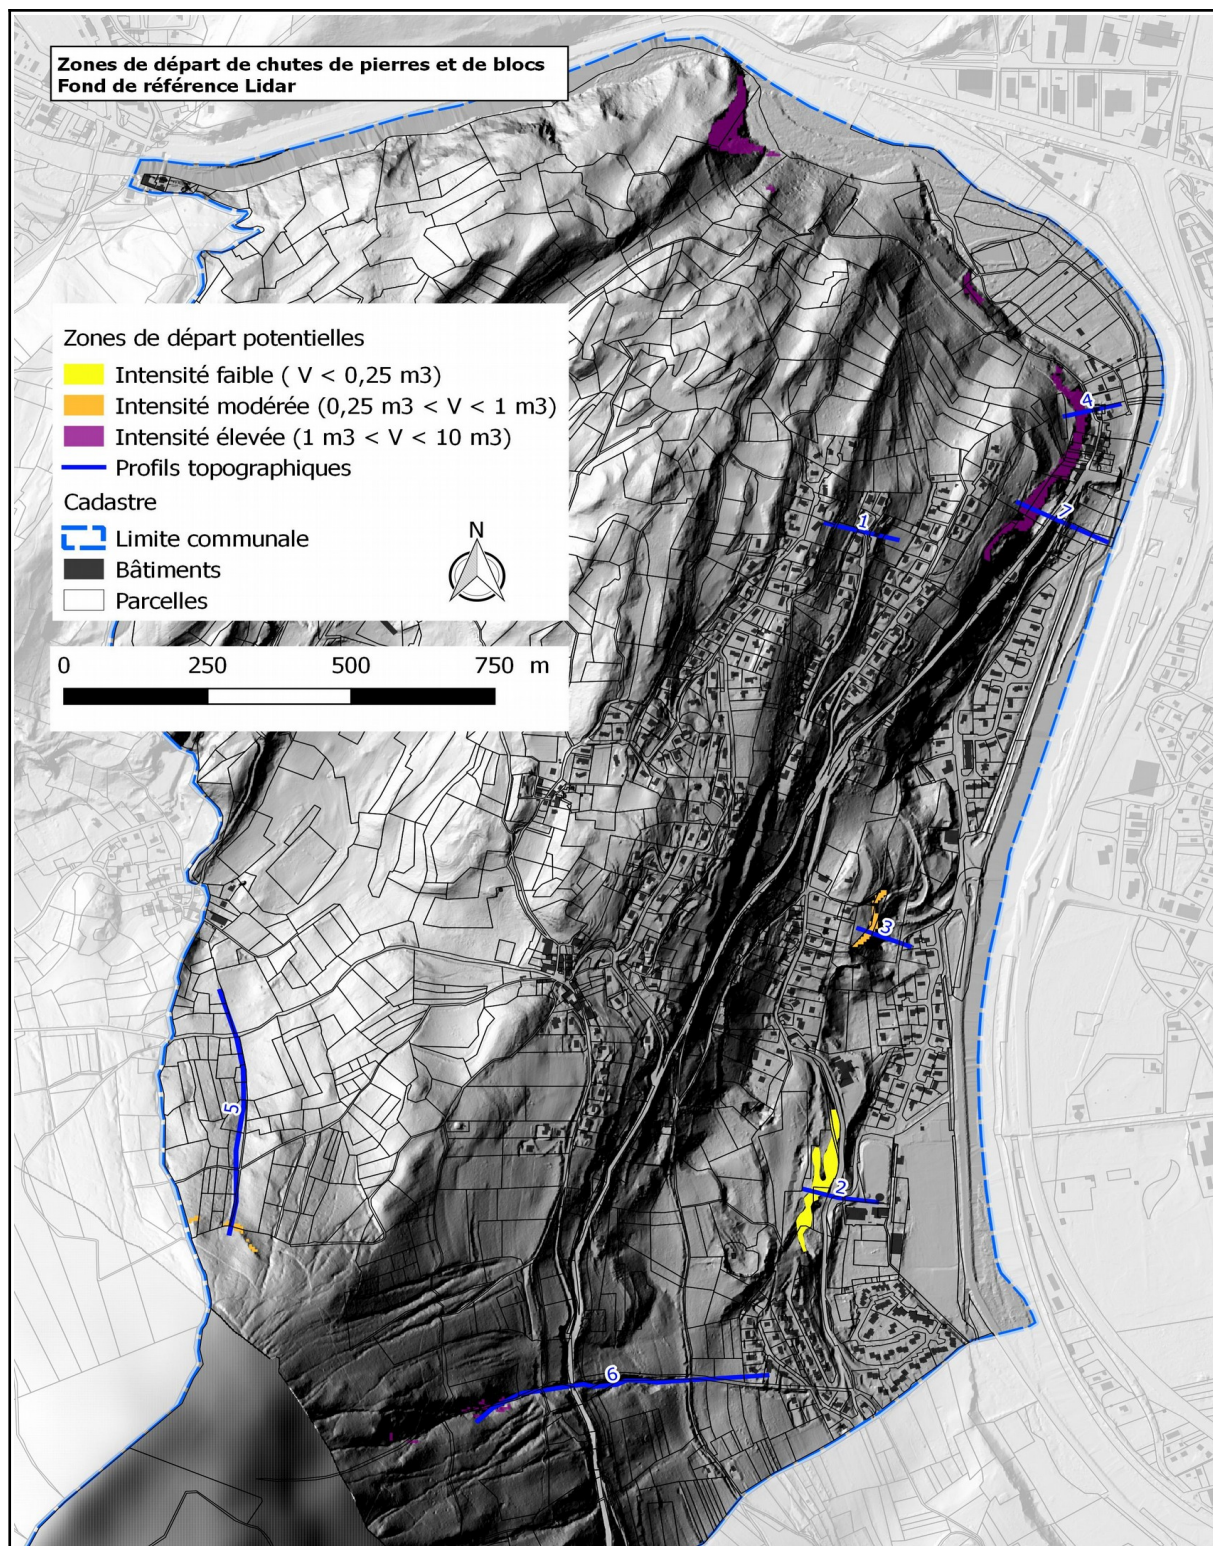 Zones de départ de chutes de pierres et de blocs
Fond de référence Lidar
Zones de départ potentielles
Intensité faible ( V < 0,25 m3)
Intensité modérée (0,25 m3 < V < 1 m3)
Intensité élevée (1 m3 < V < 10 m3)
Profils topographiques
Cadastre
Limite communale
Bâtiments
Parcelles
N
0 250 500 750 m
4
7
1
3
5
2
6